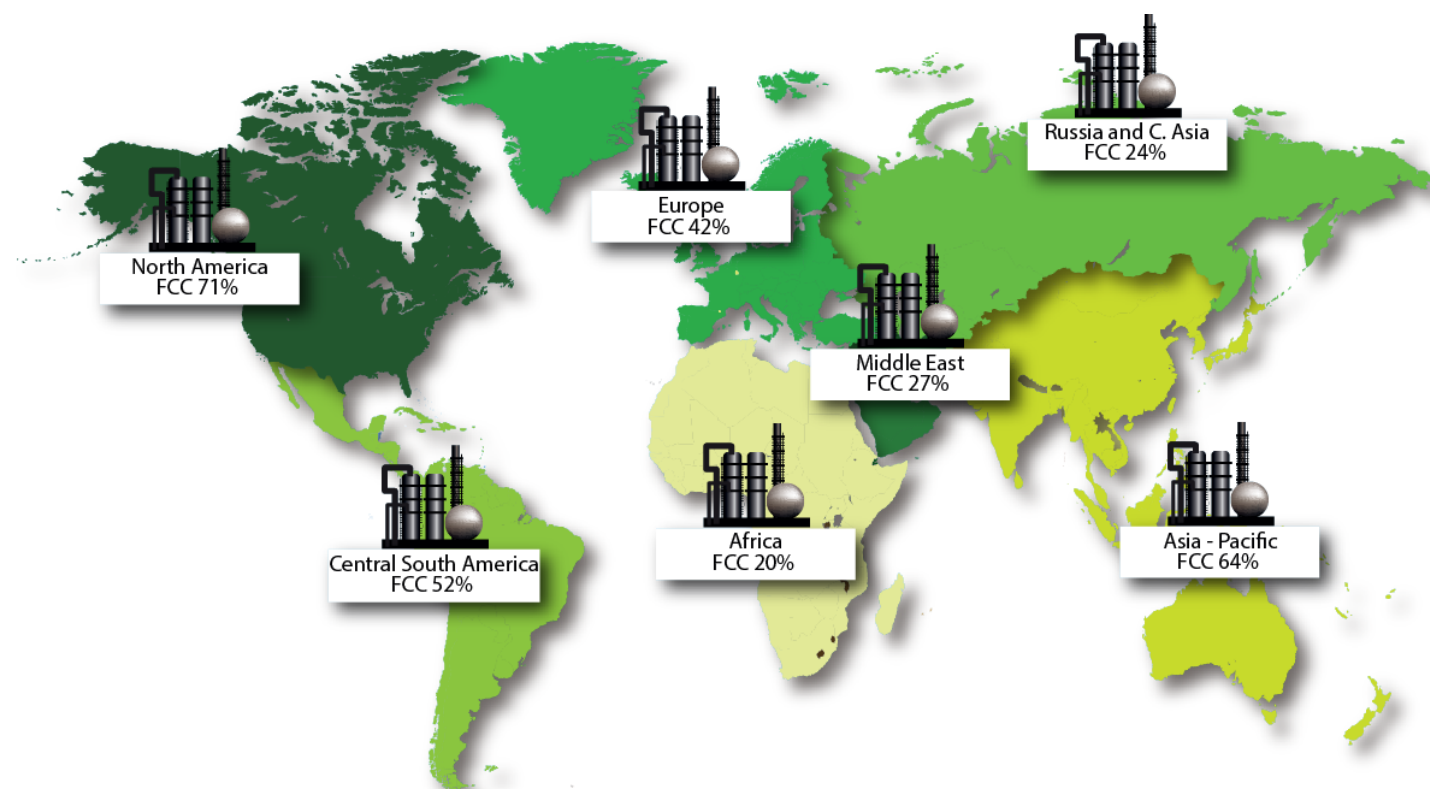 Russia and C. Asia
FCC 24%
Europe
FCC 42%
North America
FCC 71%
Middle East
FCC 27%
Africa
FCC 20%
Asia - Pacific
FCC 64%
Central South America
FCC 52%